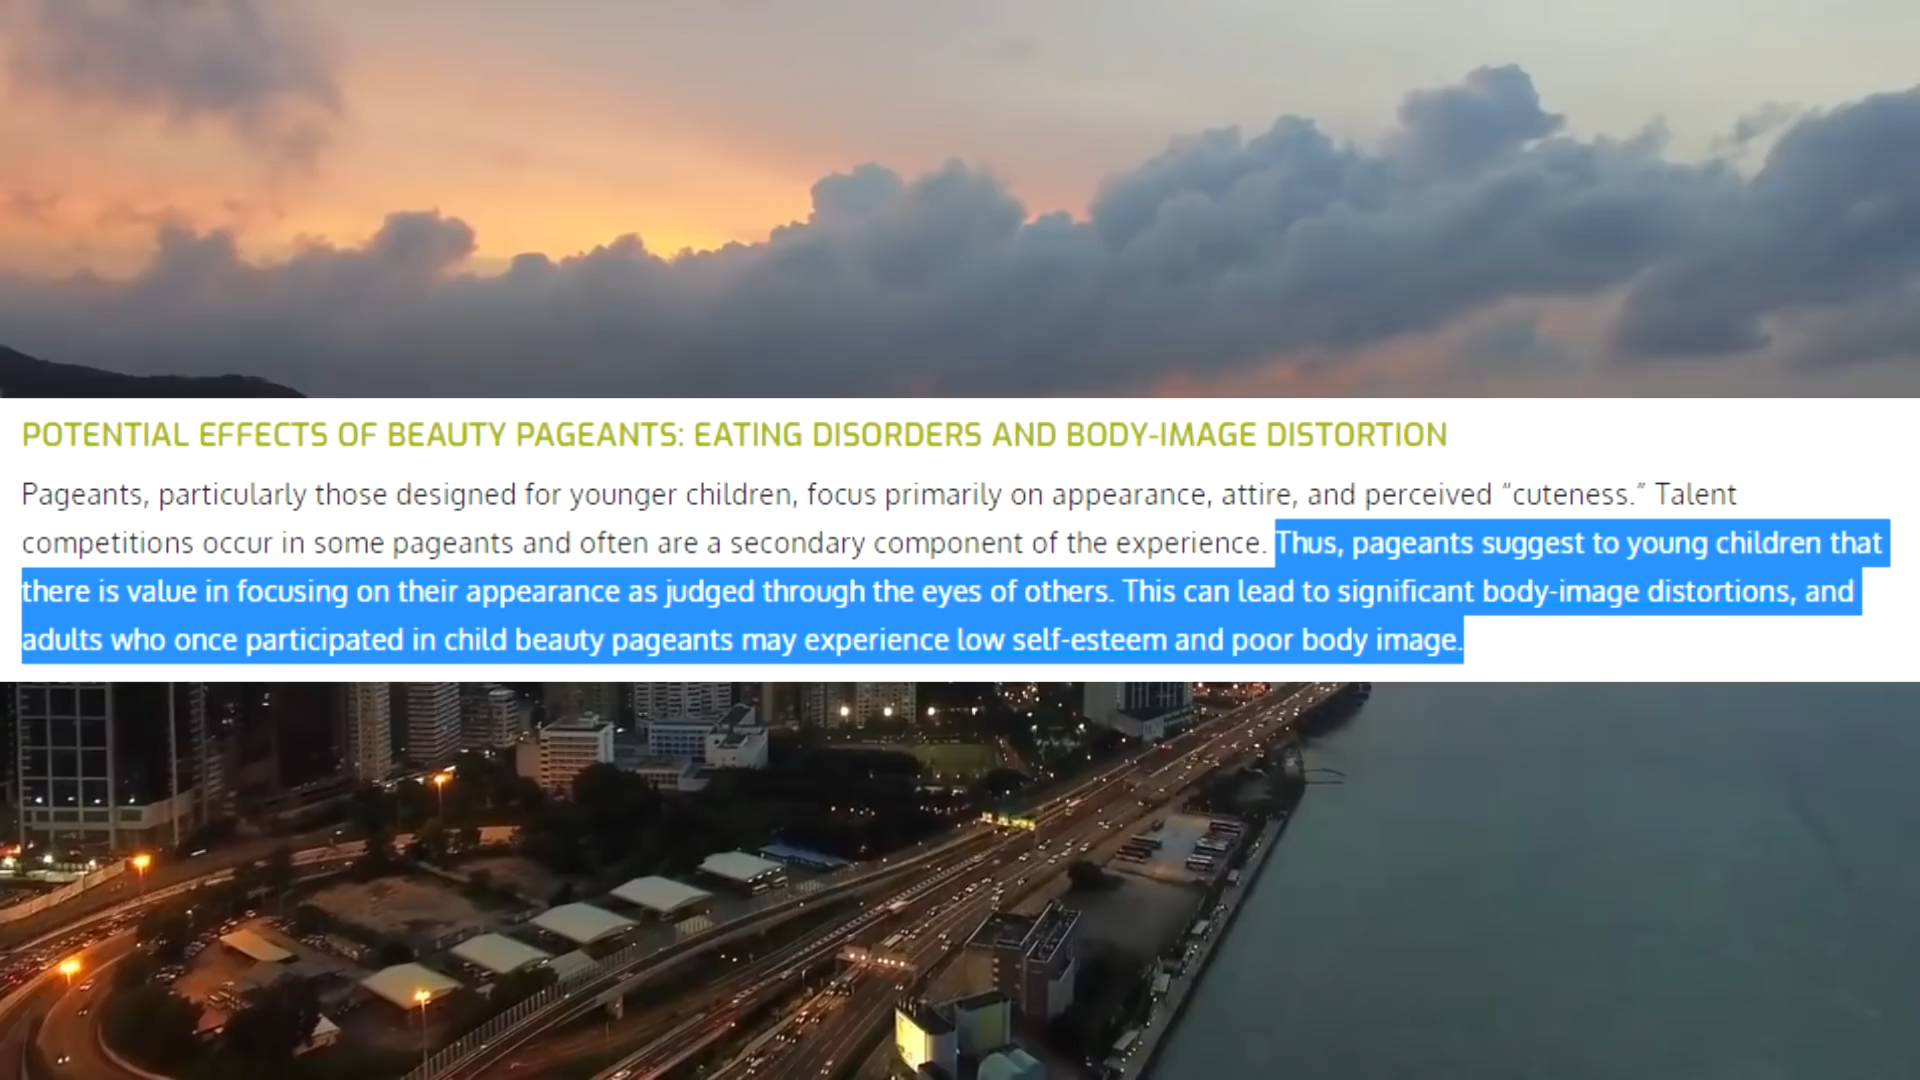 POTENTIAL EFFECTS OF BEAUTY PAGEANTS: EATING DISORDERS AND BODY-IMAGE DISTORTION
Pageants, particularly those designed for younger children, focus primarily on appearance, attire, and perceived “cuteness.” Talent
competitions occur in some pageants and often are a secondary component of the experience. Thus, pageants suggest to young children that
there is value in focusing on their appearance as judged through the eyes of others. This can lead to significant body-image distortions, and
adults who once participated in child beauty pageants may experience low self-esteem and poor body image.